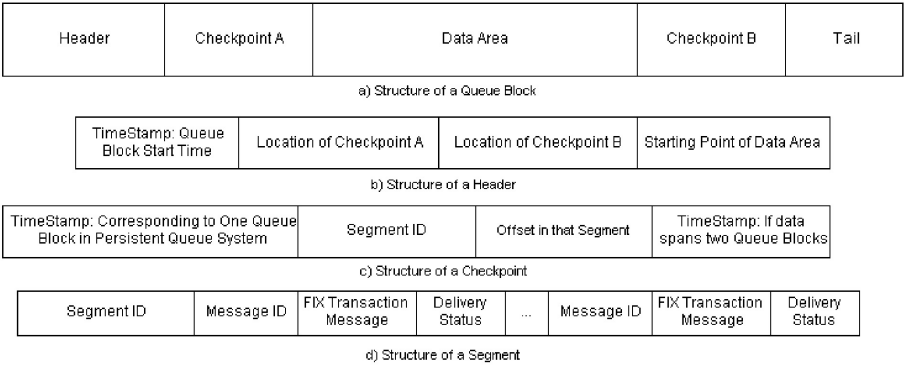 Header Checkpoint A Data Area Checkpoint B Tail
a) Structure of a Queue Block
TimeStamp: Queue
Block Start Time Location of Checkpoint A Location of Checkpoint B Starting Point of Data Area
b) Structure of a Header
TimeStamp: Corresponding to One Queue
Block in Persistent Queue System Segment ID Offset in that Segment TimeStamp: If data
spans two Queue Blocks
c) Structure of a Checkpoint
Segment ID Message ID FIX Transaction
Message Delivery
Status ... Message ID FIX Transaction
Message Delivery
Status
d) Structure of a Segment